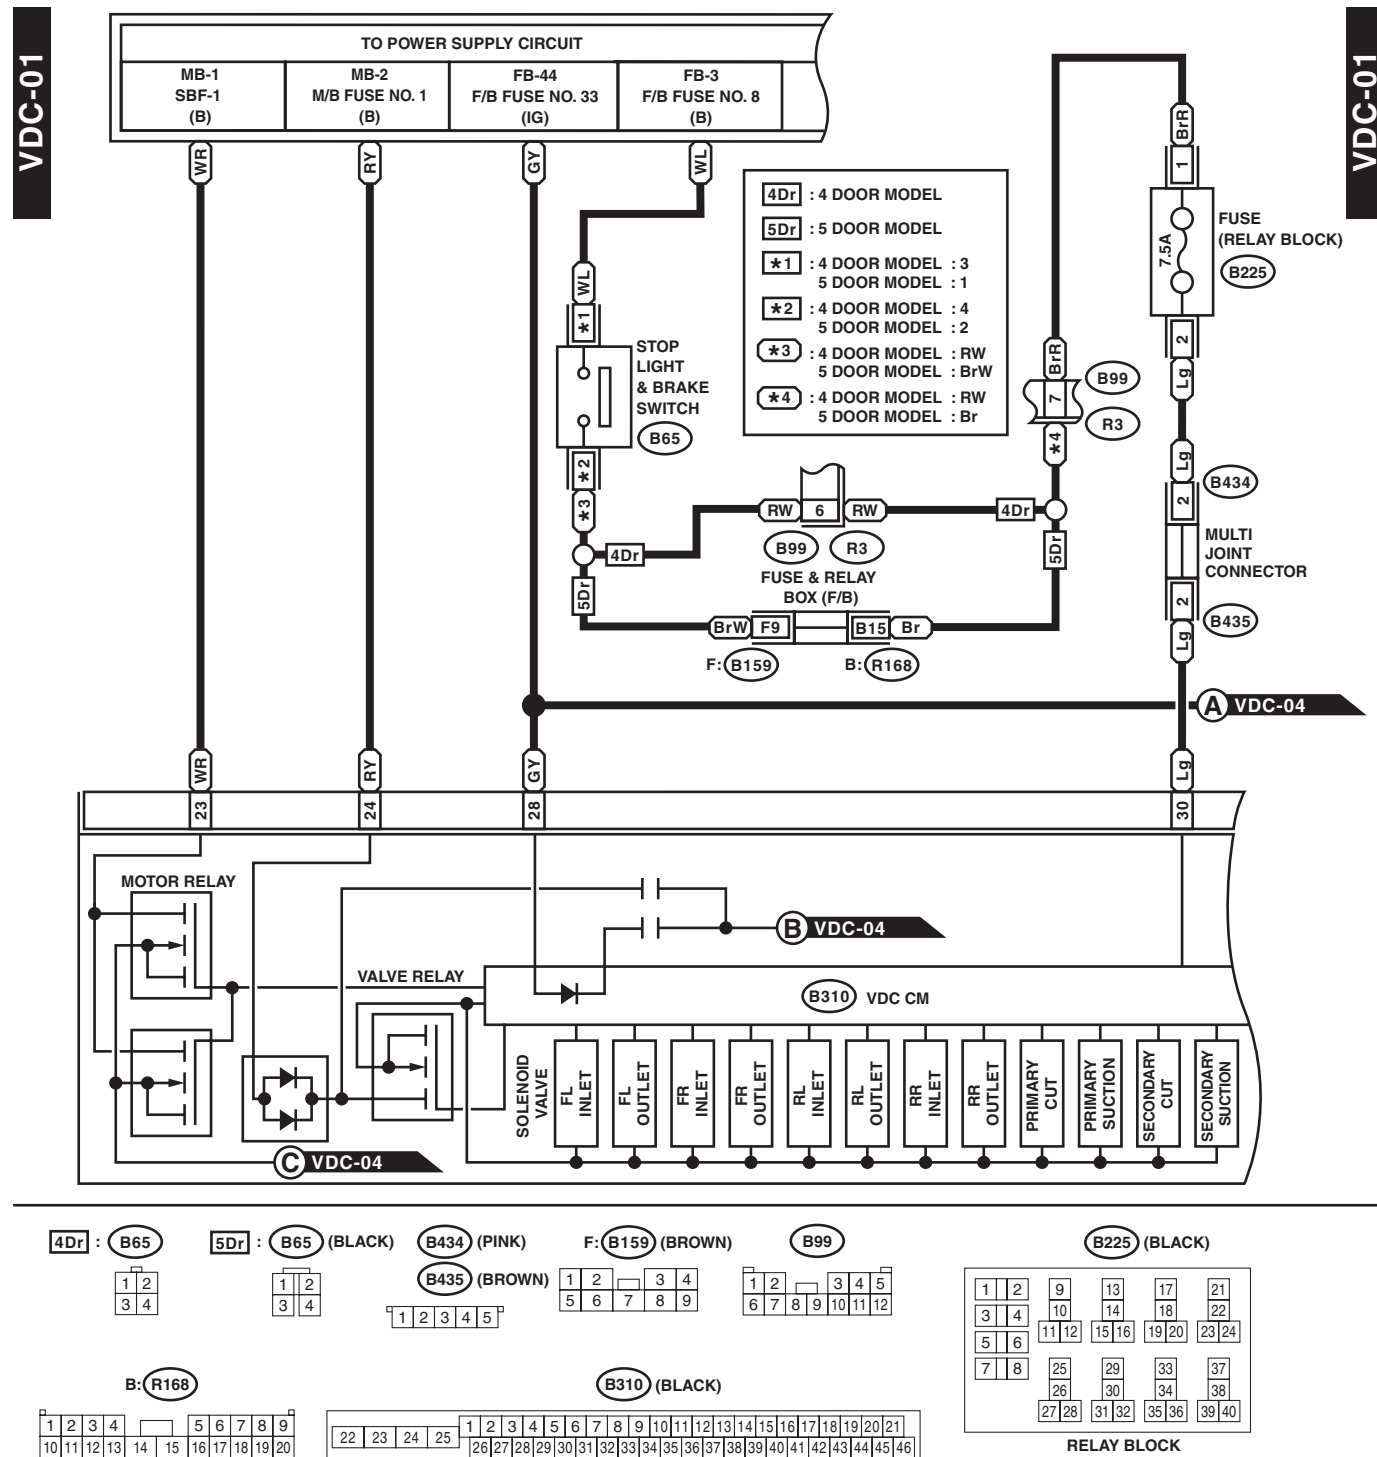 VDC-01
VDC-01
TO POWER SUPPLY CIRCUIT
MB-1
SBF-1
(B)
MB-2
M/B FUSE NO. 1
(B)
FB-44
F/B FUSE NO. 33
(IG)
FB-3
F/B FUSE NO. 8
(B)
WR
RY
GY
WL
BrR
1
4Dr : 4 DOOR MODEL
5Dr : 5 DOOR MODEL
*1 : 4 DOOR MODEL : 3
5 DOOR MODEL : 1
*2 : 4 DOOR MODEL : 4
5 DOOR MODEL : 2
*3 : 4 DOOR MODEL : RW
5 DOOR MODEL : BrW
*4 : 4 DOOR MODEL : RW
5 DOOR MODEL : Br
7.5A
FUSE
(RELAY BLOCK)
B225
2
Lg
WL
*1
STOP
LIGHT
& BRAKE
SWITCH
B65
*2
*3
BrR
7
B99
R3
*4
Lg
2
B434
MULTI
JOINT
CONNECTOR
2
B435
Lg
4Dr
RW 6 RW
4Dr
B99 R3
5Dr
5Dr
FUSE & RELAY
BOX (F/B)
BrW F9
B15 Br
F: B159
B: R168
A VDC-04
WR
RY
GY
Lg
23
24
28
30
MOTOR RELAY
B VDC-04
VALVE RELAY
B310 VDC CM
SOLENOID
VALVE
FL
INLET
FL
OUTLET
FR
INLET
FR
OUTLET
RL
INLET
RL
OUTLET
RR
INLET
RR
OUTLET
PRIMARY
CUT
PRIMARY
SUCTION
SECONDARY
CUT
SECONDARY
SUCTION
C VDC-04
4Dr : B65
1 2
3 4
5Dr : B65 (BLACK)
1 2
3 4
B434 (PINK)
B435 (BROWN)
1 2 3 4 5
F: B159 (BROWN)
1 2 3 4
5 6 7 8 9
B99
1 2 3 4 5
6 7 8 9 10 11 12
B225 (BLACK)
1 2 9 13 17 21
3 4 10 14 18 22
11 12 15 16 19 20 23 24
5 6
7 8 25 29 33 37
26 30 34 38
27 28 31 32 35 36 39 40
RELAY BLOCK
B: R168
1 2 3 4 5 6 7 8 9
10 11 12 13 14 15 16 17 18 19 20
B310 (BLACK)
22 23 24 25 1 2 3 4 5 6 7 8 9 10 11 12 13 14 15 16 17 18 19 20 21
26 27 28 29 30 31 32 33 34 35 36 37 38 39 40 41 42 43 44 45 46